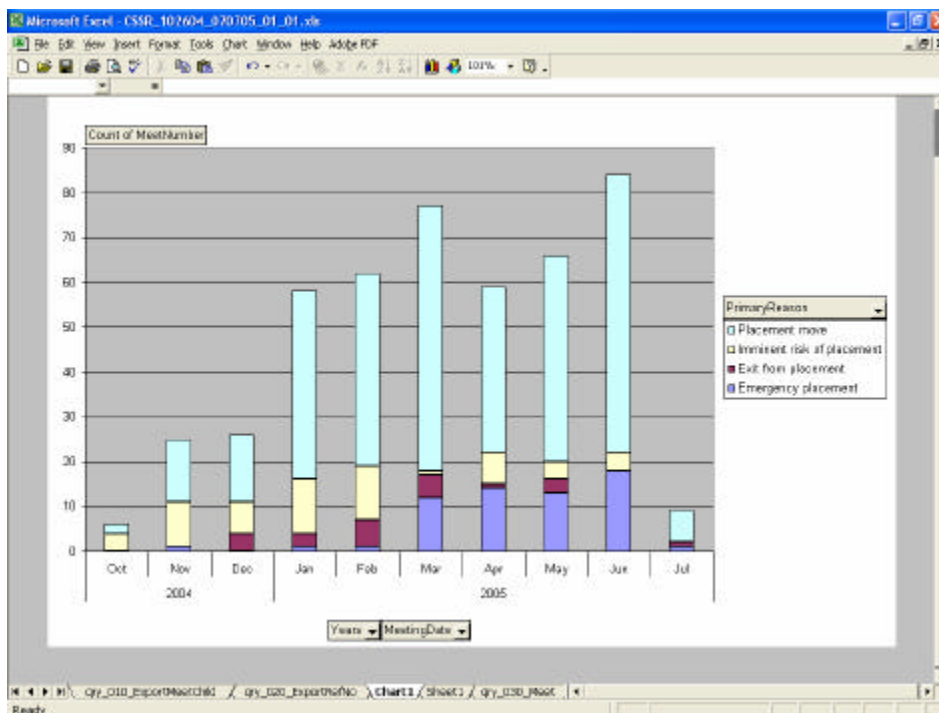 Microsoft Excel - CSSR_102604_070705_01_01.xls
File Edit View Insert Format Tools Chart Window Help Adobe PDF
101%
Count of MeetNumber
90
80
70
60
50
40
30
20
10
0
PrimaryReason
Placement move
Imminent risk of placement
Exit from placement
Emergency placement
Oct Nov Dec Jan Feb Mar Apr May Jun Jul
2004 2005
Years MeetingDate
qry_010_ExportMeetChild qry_020_ExportRefNo Chart1 Sheet1 qry_030_Meet
Ready